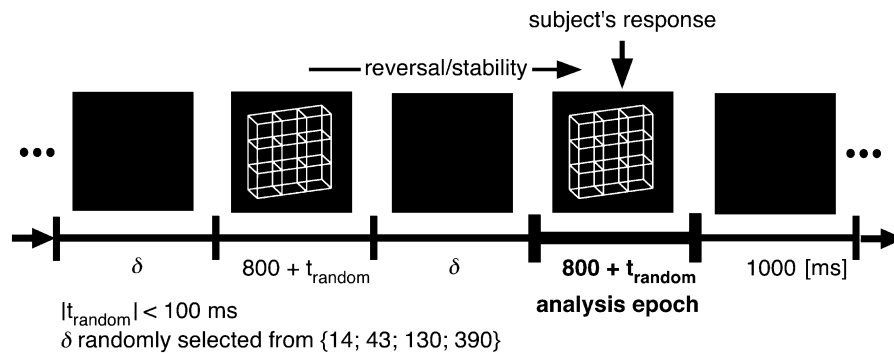 subject's response
reversal/stability
••• •••
δ 800 + t_random δ 800 + t_random 1000 [ms]
analysis epoch
|t_random| < 100 ms
δ randomly selected from {14; 43; 130; 390}